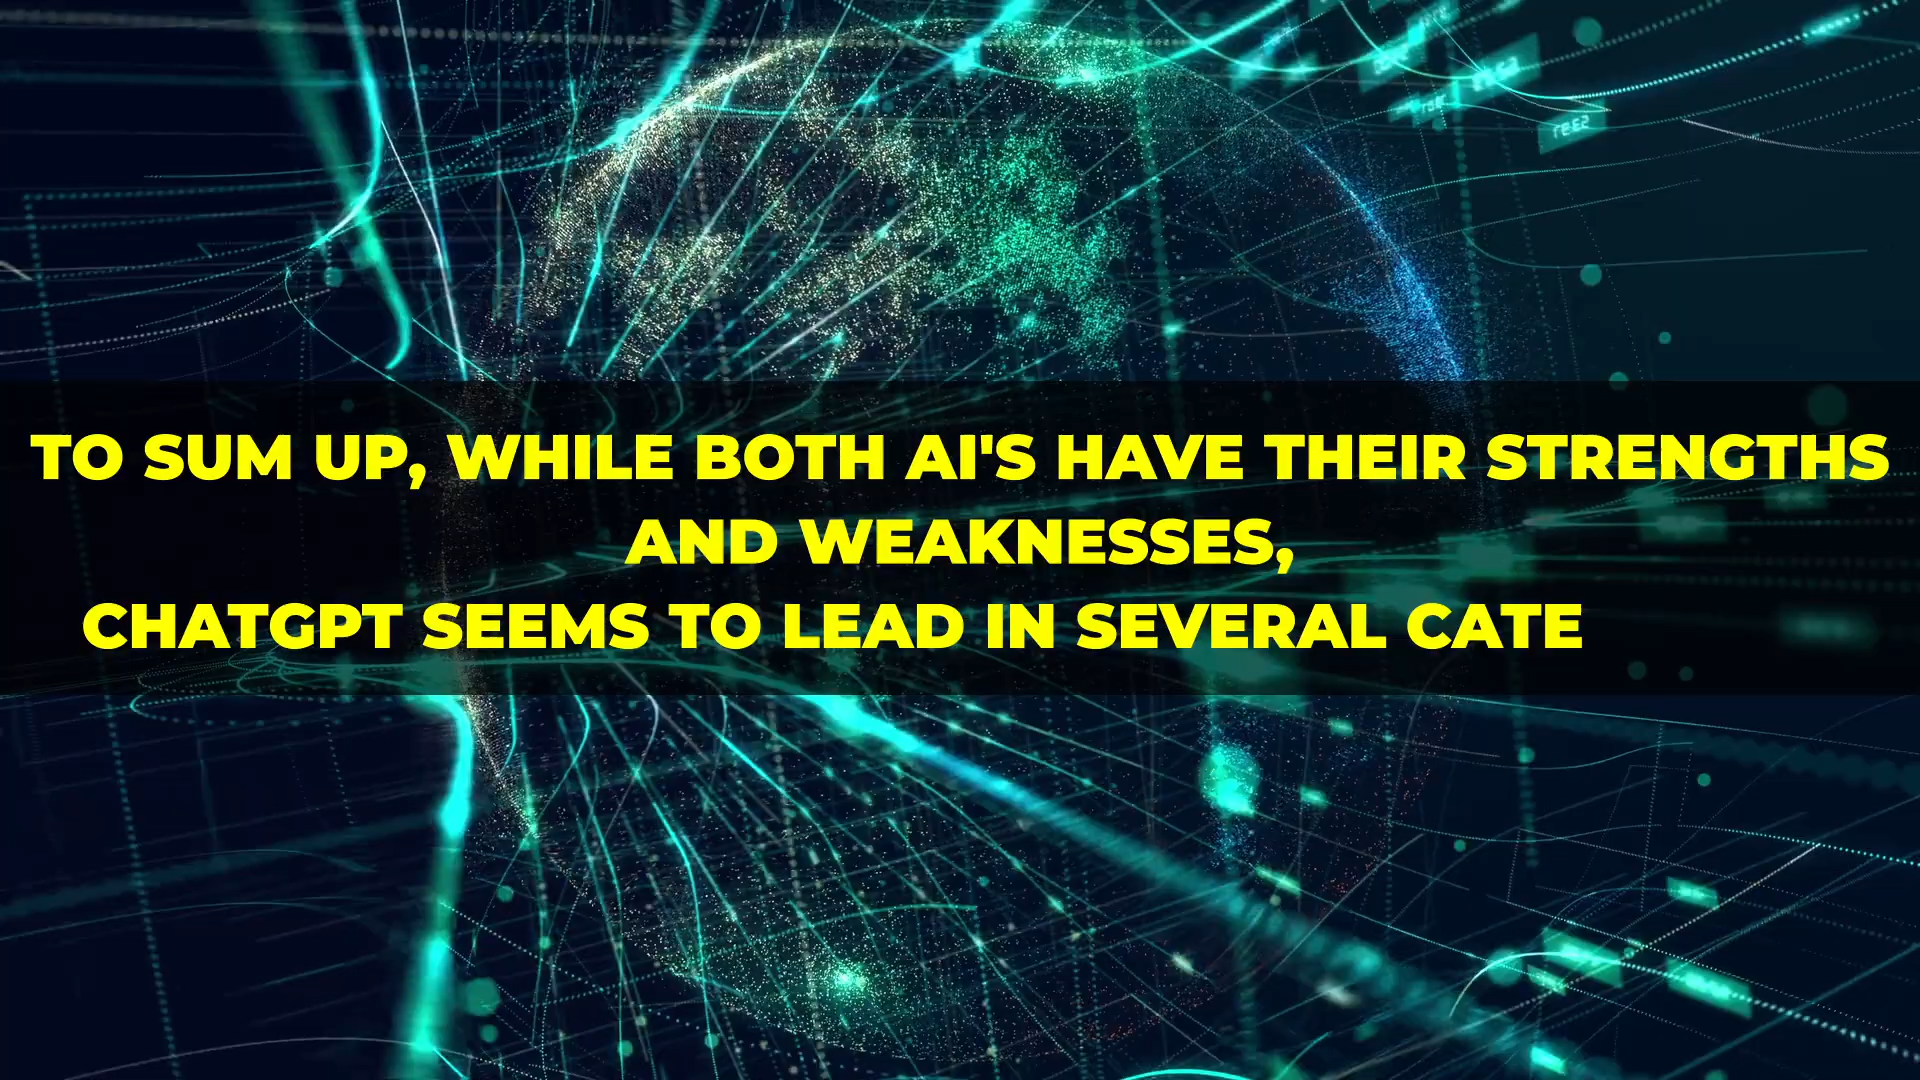 TO SUM UP, WHILE BOTH AI'S HAVE THEIR STRENGTHS
AND WEAKNESSES,
CHATGPT SEEMS TO LEAD IN SEVERAL CATE